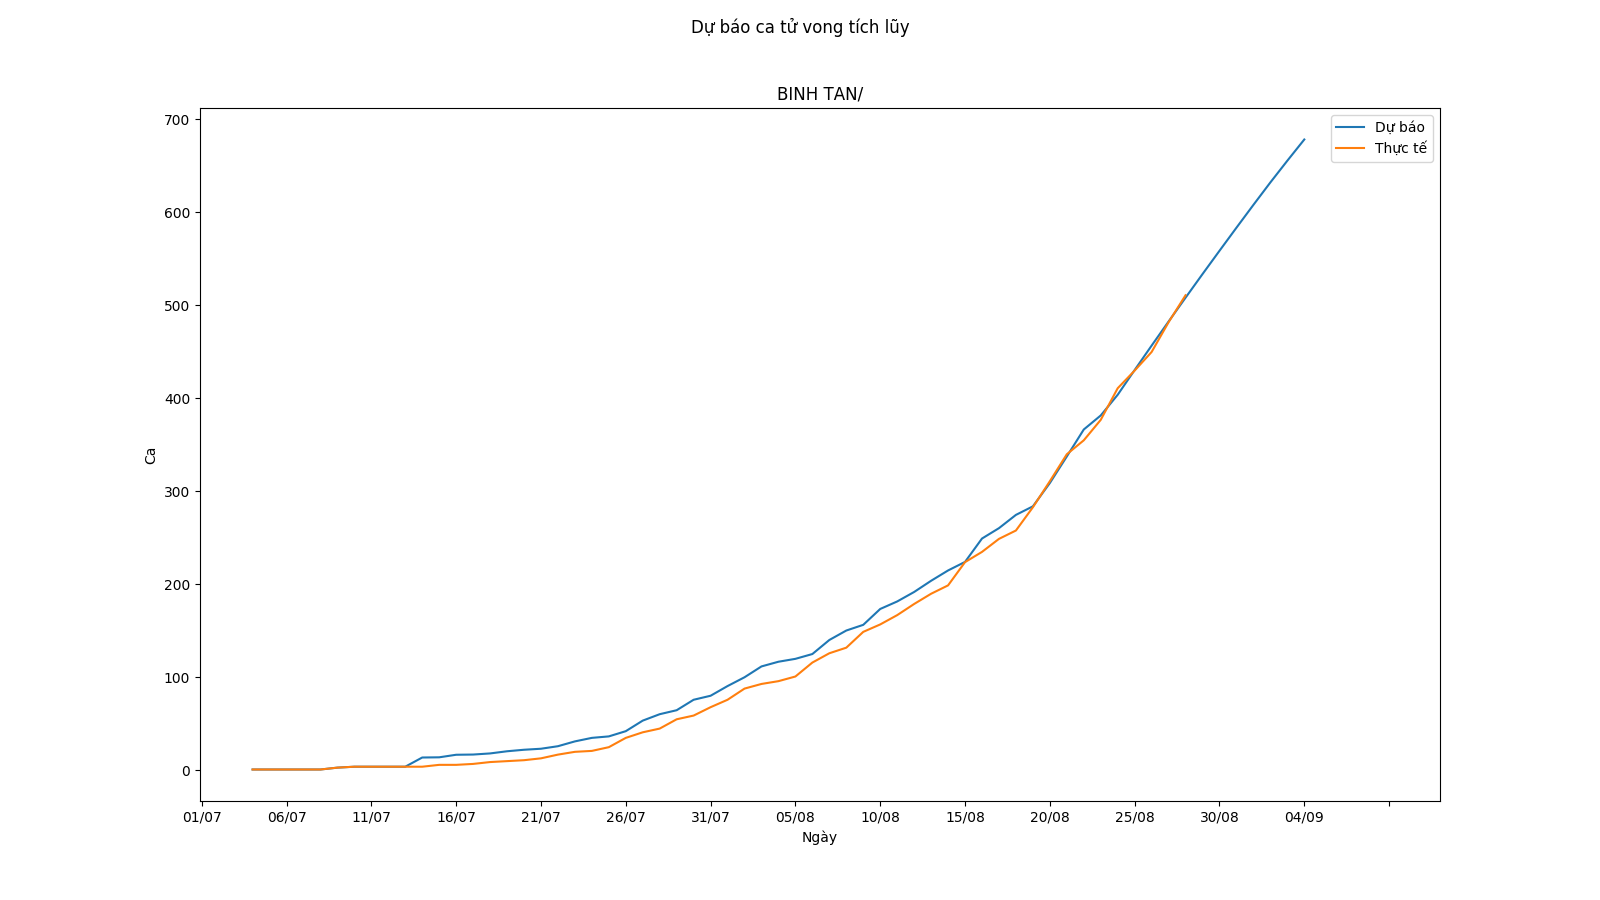 Dự báo ca tử vong tích lũy
BINH TAN/
700
600
500
400
300
200
100
0
Ca
Dự báo
Thực tế
01/07 06/07 11/07 16/07 21/07 26/07 31/07 05/08 10/08 15/08 20/08 25/08 30/08 04/09
Ngày